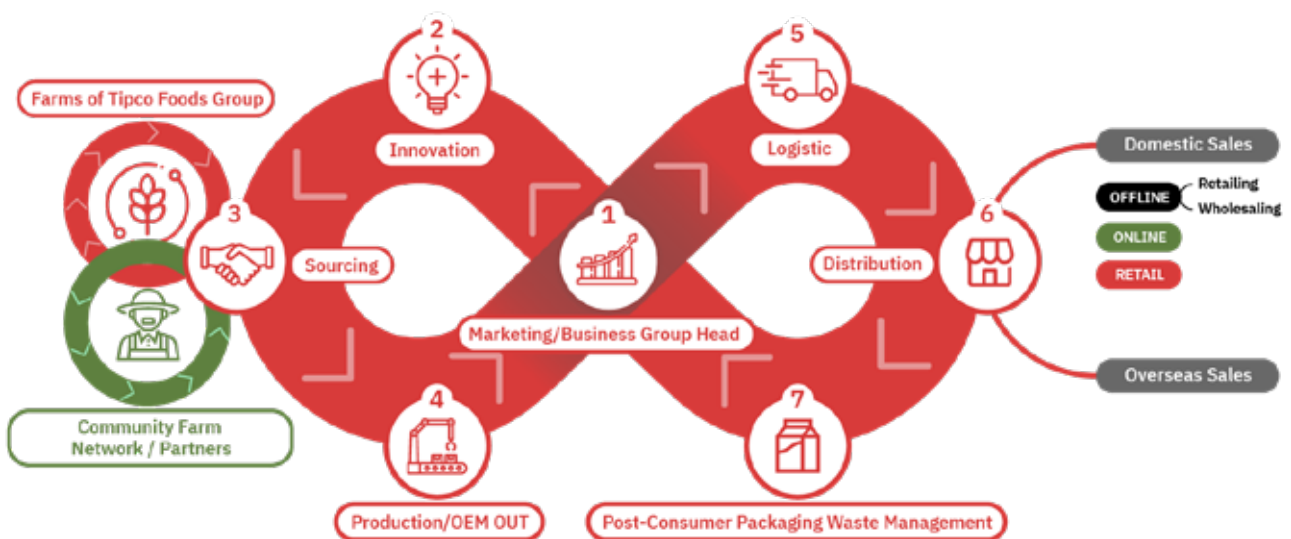 2
5
Farms of Tipco Foods Group
Innovation
Logistic
Domestic Sales
OFFLINE
Retailing
Wholesaling
3
1
6
Sourcing
Distribution
ONLINE
RETAIL
Marketing/Business Group Head
Overseas Sales
4
7
Community Farm
Network / Partners
Production/OEM OUT
Post-Consumer Packaging Waste Management